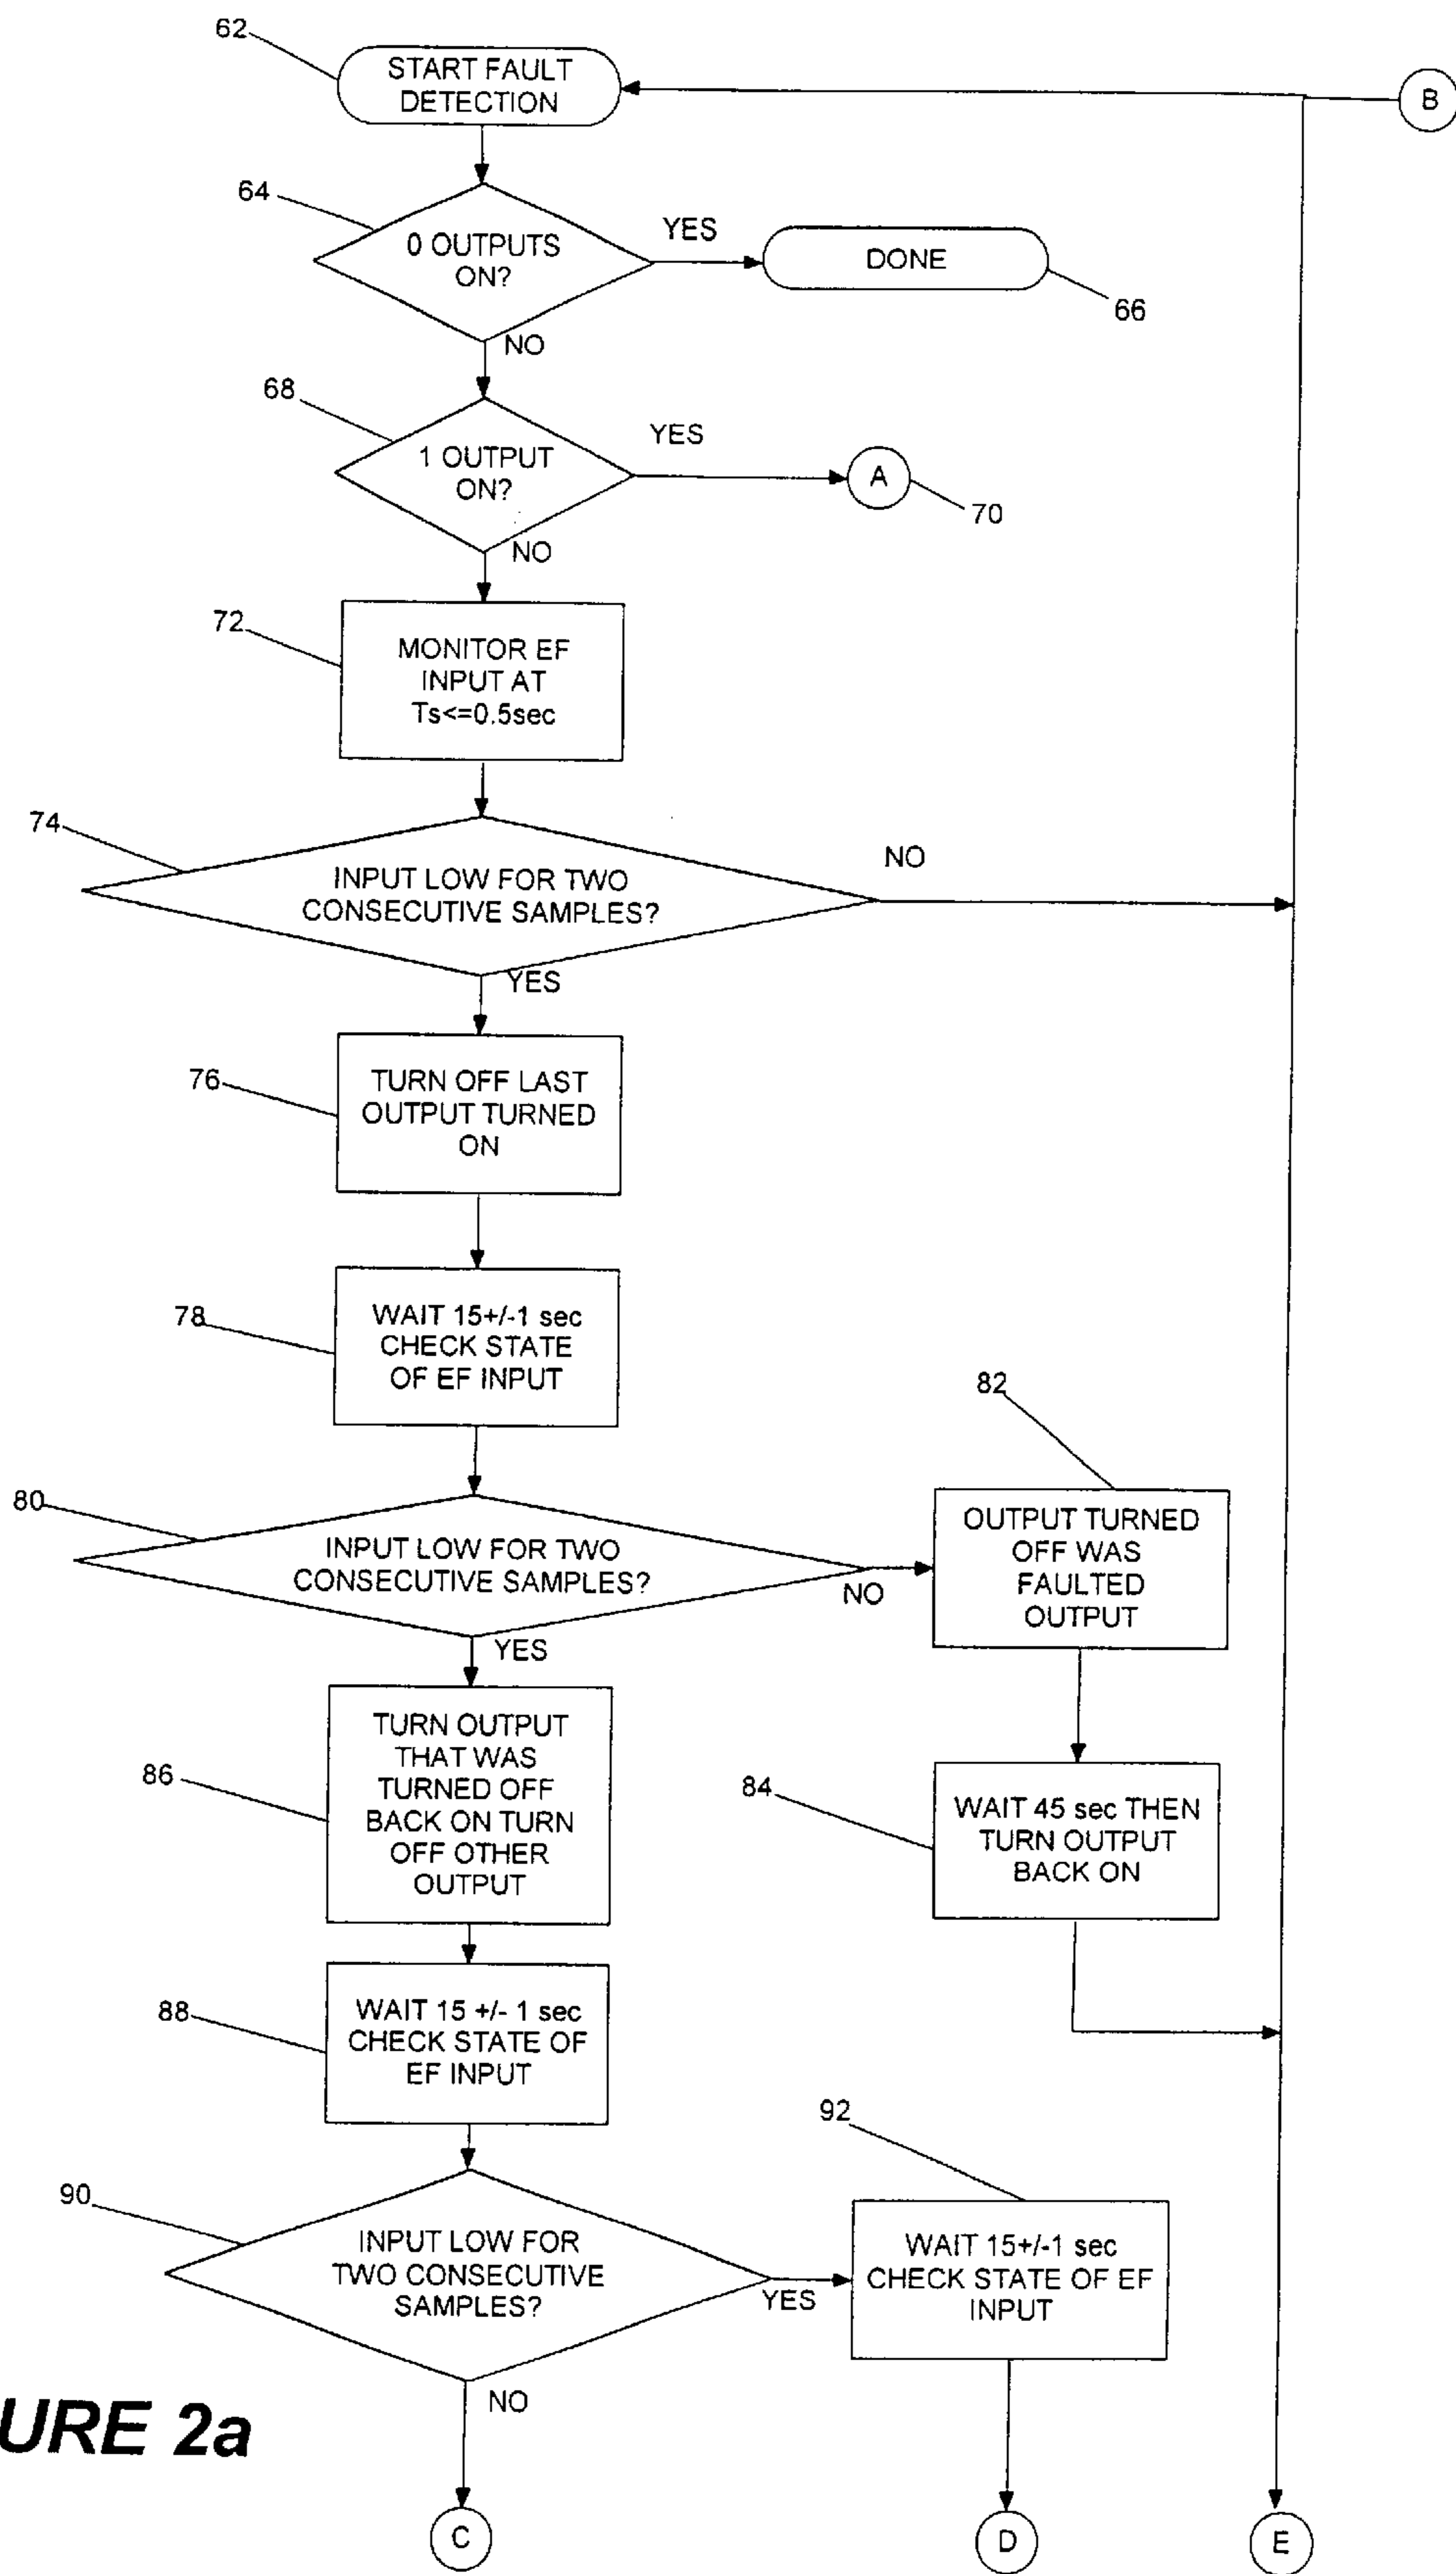 62
START FAULT
DETECTION
B
64
0 OUTPUTS
ON?
YES
DONE
66
NO
68
1 OUTPUT
ON?
YES
A
70
NO
72
MONITOR EF
INPUT AT
Ts<=0.5sec
74
INPUT LOW FOR TWO
CONSECUTIVE SAMPLES?
NO
YES
76
TURN OFF LAST
OUTPUT TURNED
ON
78
WAIT 15+/-1 sec
CHECK STATE
OF EF INPUT
80
INPUT LOW FOR TWO
CONSECUTIVE SAMPLES?
NO
82
OUTPUT TURNED
OFF WAS
FAULTED
OUTPUT
YES
86
TURN OUTPUT
THAT WAS
TURNED OFF
BACK ON TURN
OFF OTHER
OUTPUT
84
WAIT 45 sec THEN
TURN OUTPUT
BACK ON
88
WAIT 15 +/- 1 sec
CHECK STATE OF
EF INPUT
90
INPUT LOW FOR
TWO CONSECUTIVE
SAMPLES?
YES
92
WAIT 15+/-1 sec
CHECK STATE OF EF
INPUT
NO
URE 2a
C
D
E